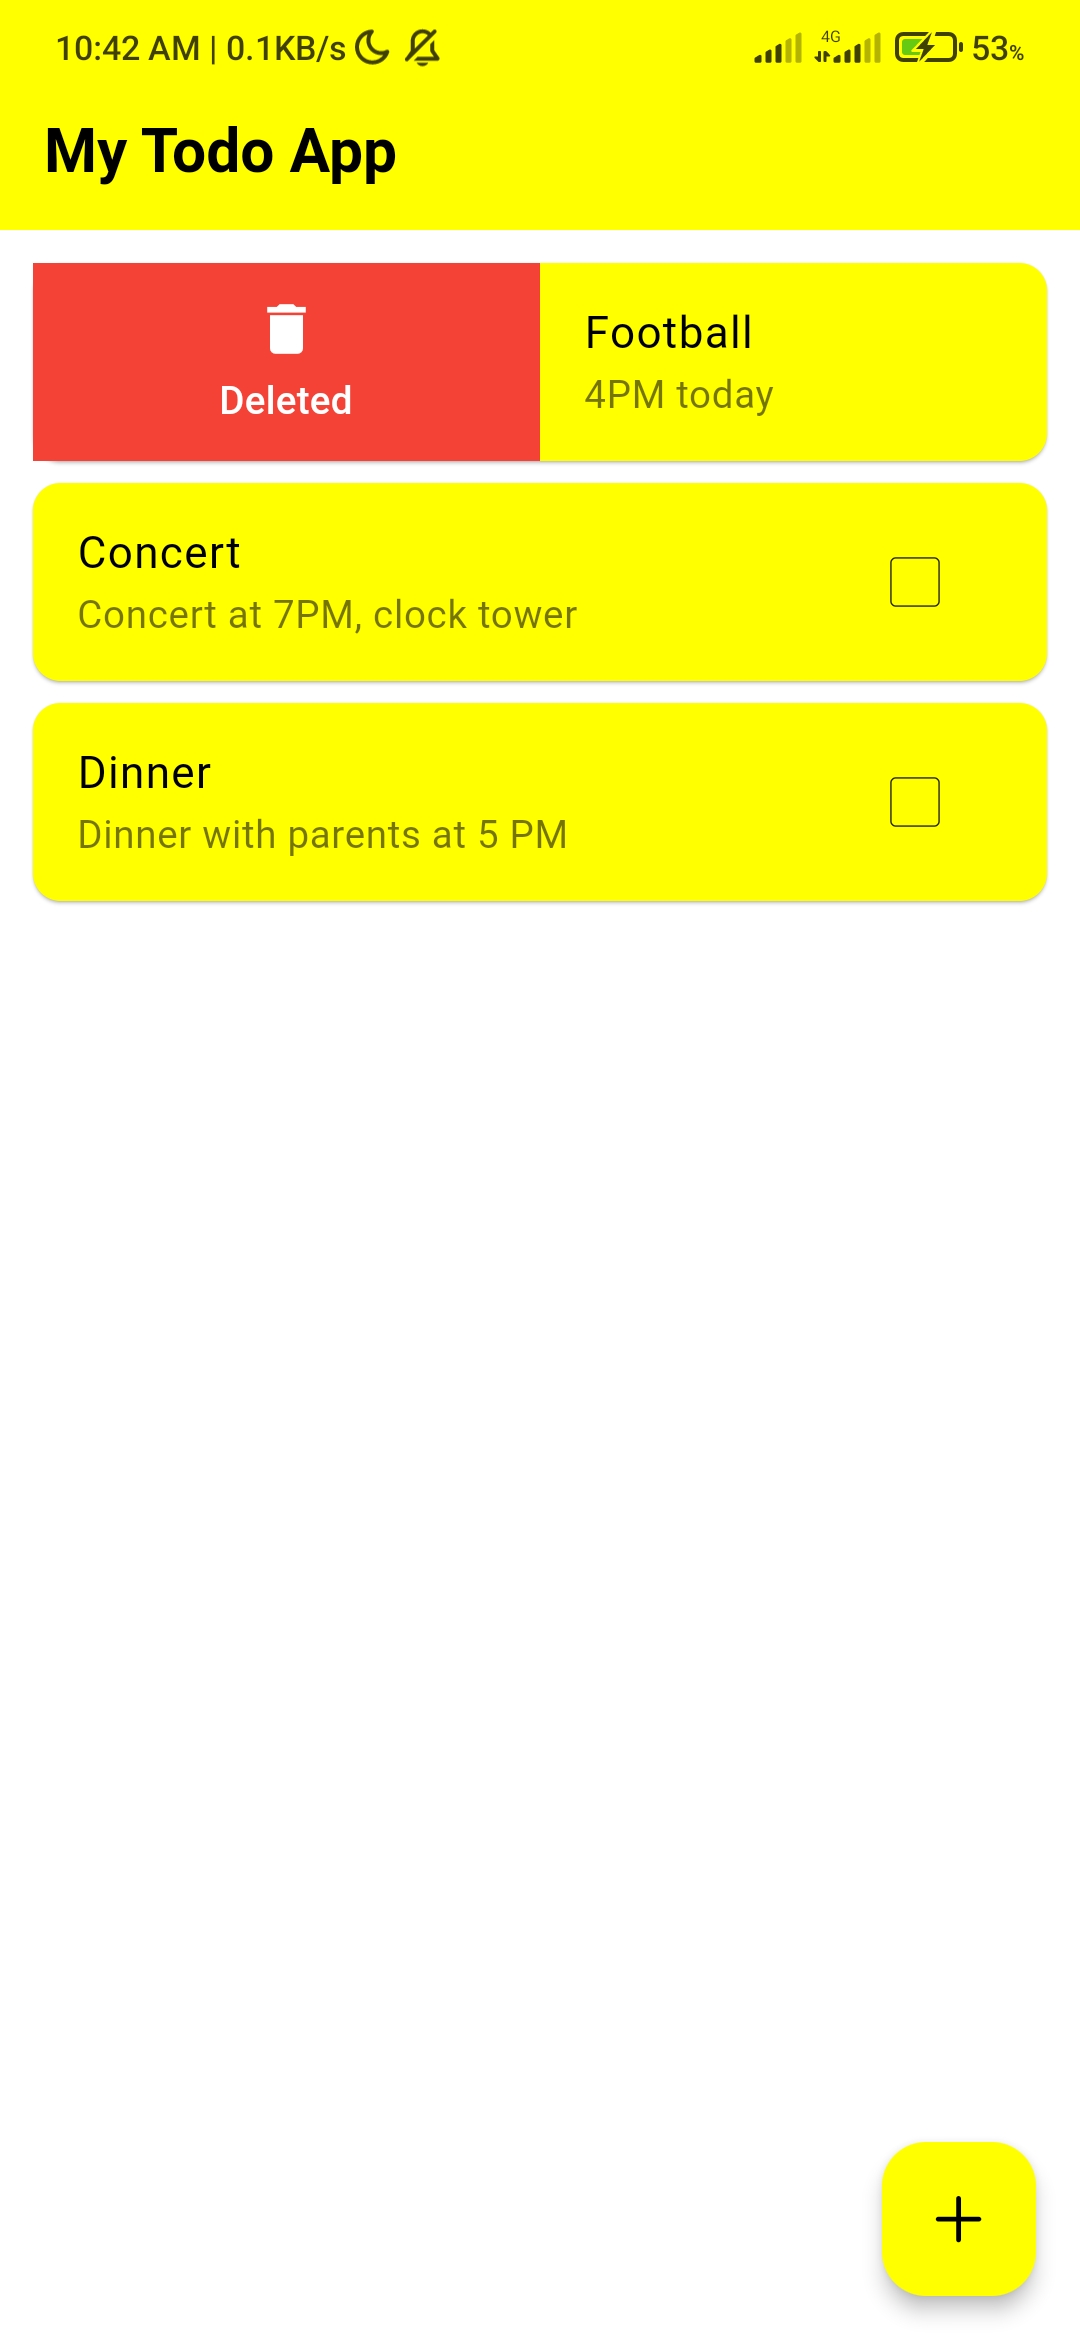 10:42 AM | 0.1KB/s 4G 53%
My Todo App
Deleted
Football
4PM today
Concert
Concert at 7PM, clock tower
Dinner
Dinner with parents at 5 PM